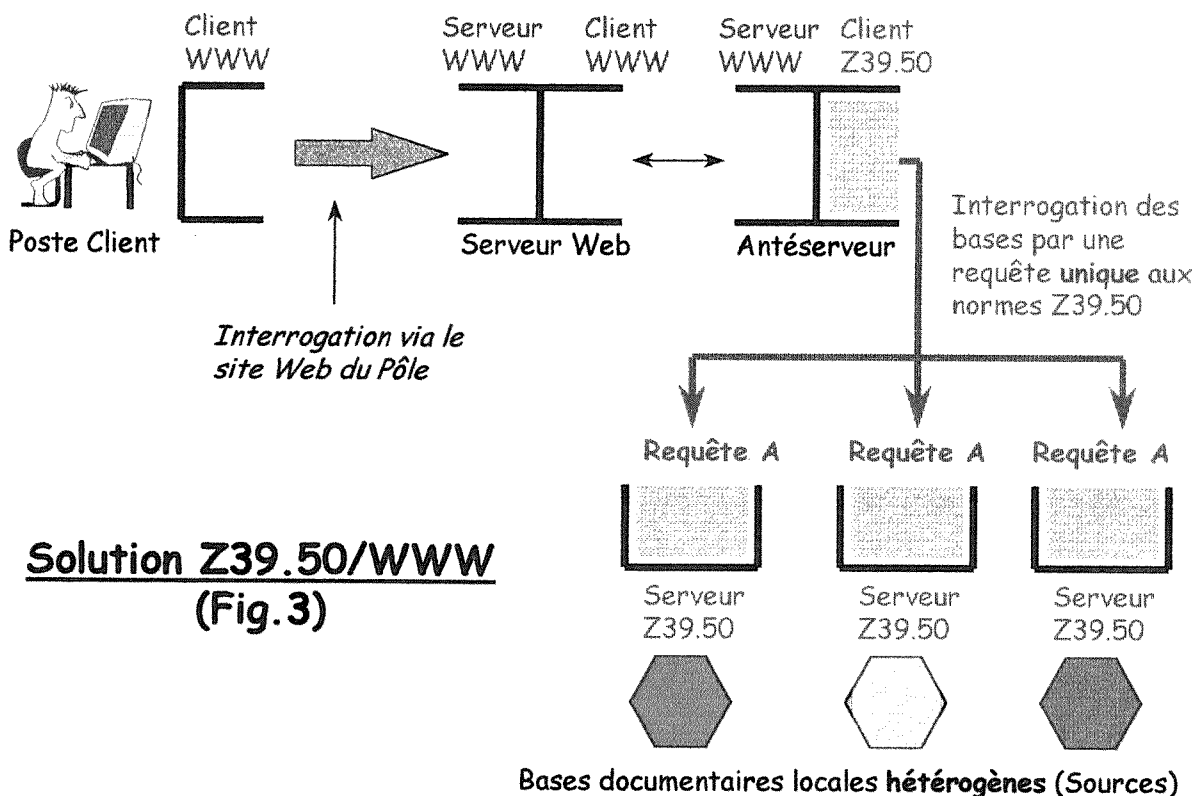 Client
WWW
Serveur
WWW
Client
WWW
Serveur
WWW
Client
Z39.50
Poste Client
Serveur Web
Antéserveur
Interrogation via le
site Web du Pôle
Interrogation des
bases par une
requête unique aux
normes Z39.50
Requête A
Requête A
Requête A
Serveur
Z39.50
Serveur
Z39.50
Serveur
Z39.50
Solution Z39.50/WWW
(Fig.3)
Bases documentaires locales hétérogènes (Sources)